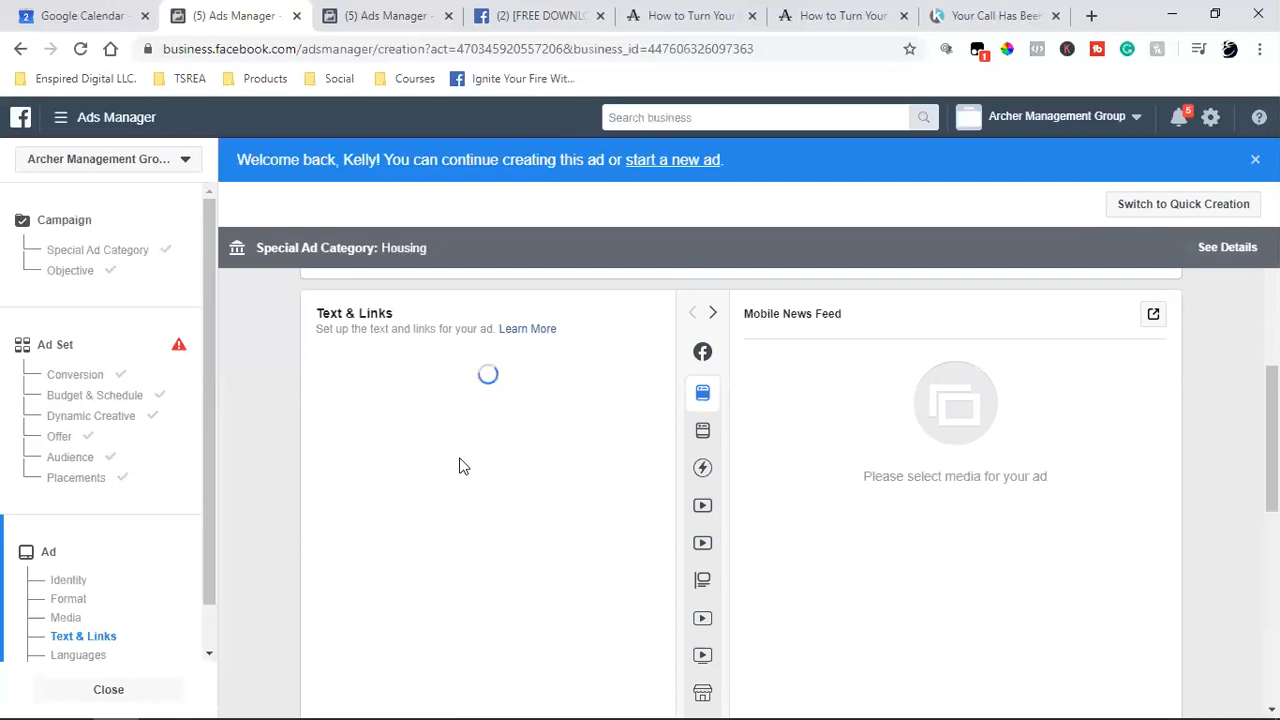 Google Calendar -
(5) Ads Manager -
(5) Ads Manager -
(2) [FREE DOWNL
How to Turn Your
How to Turn Your
Your Call Has Been
business.facebook.com/adsmanager/creation?act=470345920557206&business_id=447606326097363
Enspired Digital LLC.
TSREA
Products
Social
Courses
Ignite Your Fire Wit...
Ads Manager
Search business
Archer Management Group
5
Archer Management Gro...
Welcome back, Kelly! You can continue creating this ad or start a new ad.
Switch to Quick Creation
Campaign
Special Ad Category
Objective
Special Ad Category: Housing
See Details
Ad Set
Conversion
Budget & Schedule
Dynamic Creative
Offer
Audience
Placements
Ad
Identity
Format
Media
Text & Links
Languages
Close
Text & Links
Set up the text and links for your ad. Learn More
Mobile News Feed
Please select media for your ad